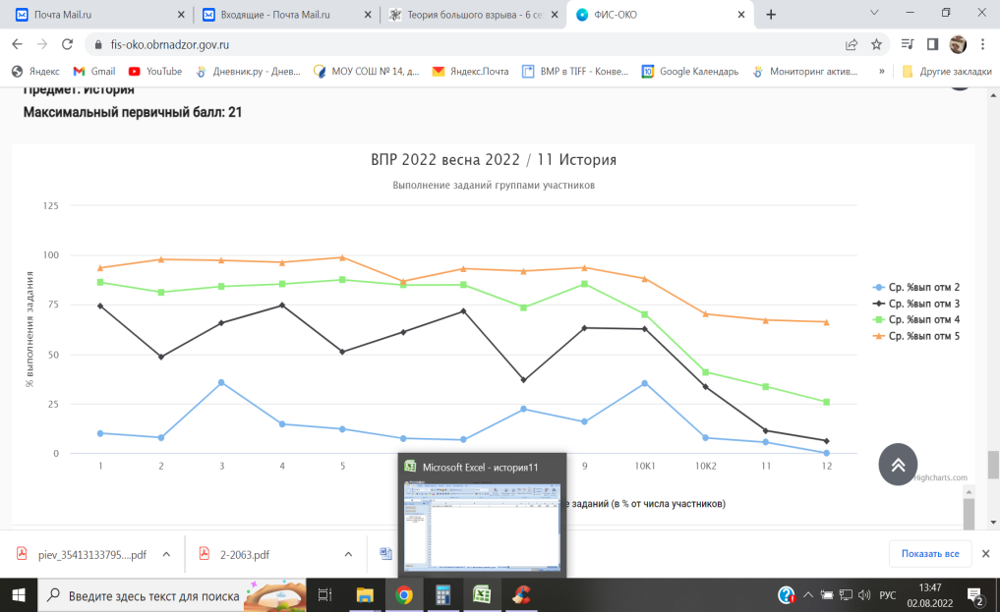 Почта Mail.ru
Входящие - Почта Mail.ru
Теория большого взрыва - 6 се
ФИС-ОКО
fis-oko.obrnadzor.gov.ru
Яндекс
Gmail
YouTube
Дневник.ру - Днев...
МОУ СОШ № 14, д...
Яндекс.Почта
ВМР в TIFF - Конве...
Google Календарь
Мониторинг актив...
»
Другие закладки
Предмет: История
Максимальный первичный балл: 21
ВПР 2022 весна 2022 / 11 История
Выполнение заданий группами участников
% выполнения задания
125
100
75
50
25
0
1
2
3
4
5
9
10K1
10K2
11
12
Ср. %вып отм 2
Ср. %вып отм 3
Ср. %вып отм 4
Ср. %вып отм 5
Highcharts.com
Microsoft Excel - история11
заданий (в % от числа участников)
piev_35413133795....pdf
2-2063.pdf
Показать все
Введите здесь текст для поиска
РУС
13:47
02.08.2022
2